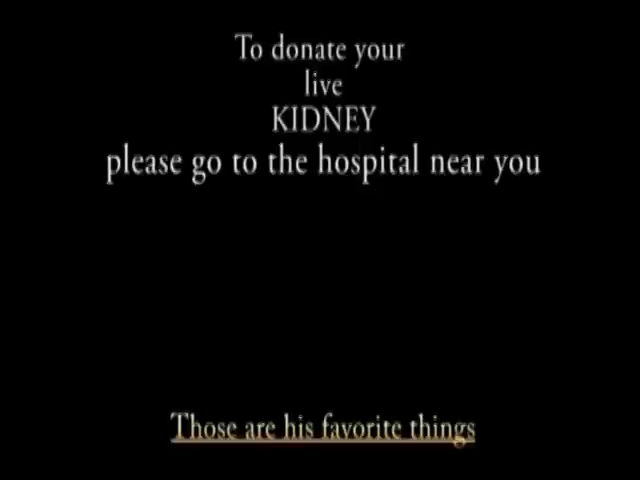 To donate your
live
KIDNEY
please go to the hospital near you
Those are his favorite things